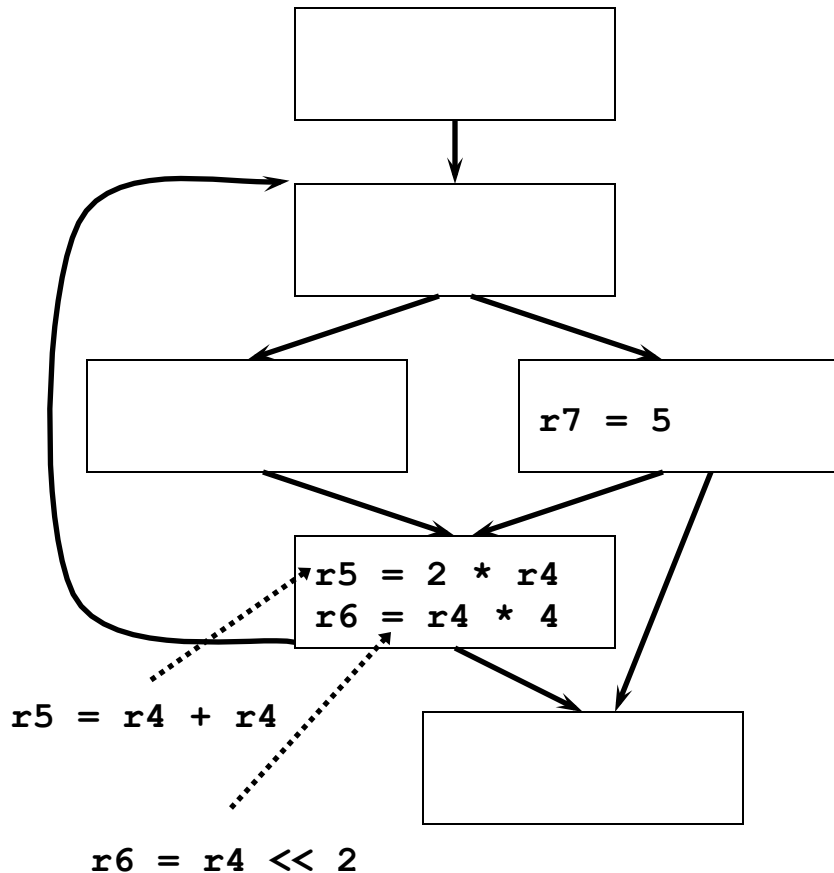 r7 = 5
r5 = 2 * r4
r6 = r4 * 4
r5 = r4 + r4
r6 = r4 << 2